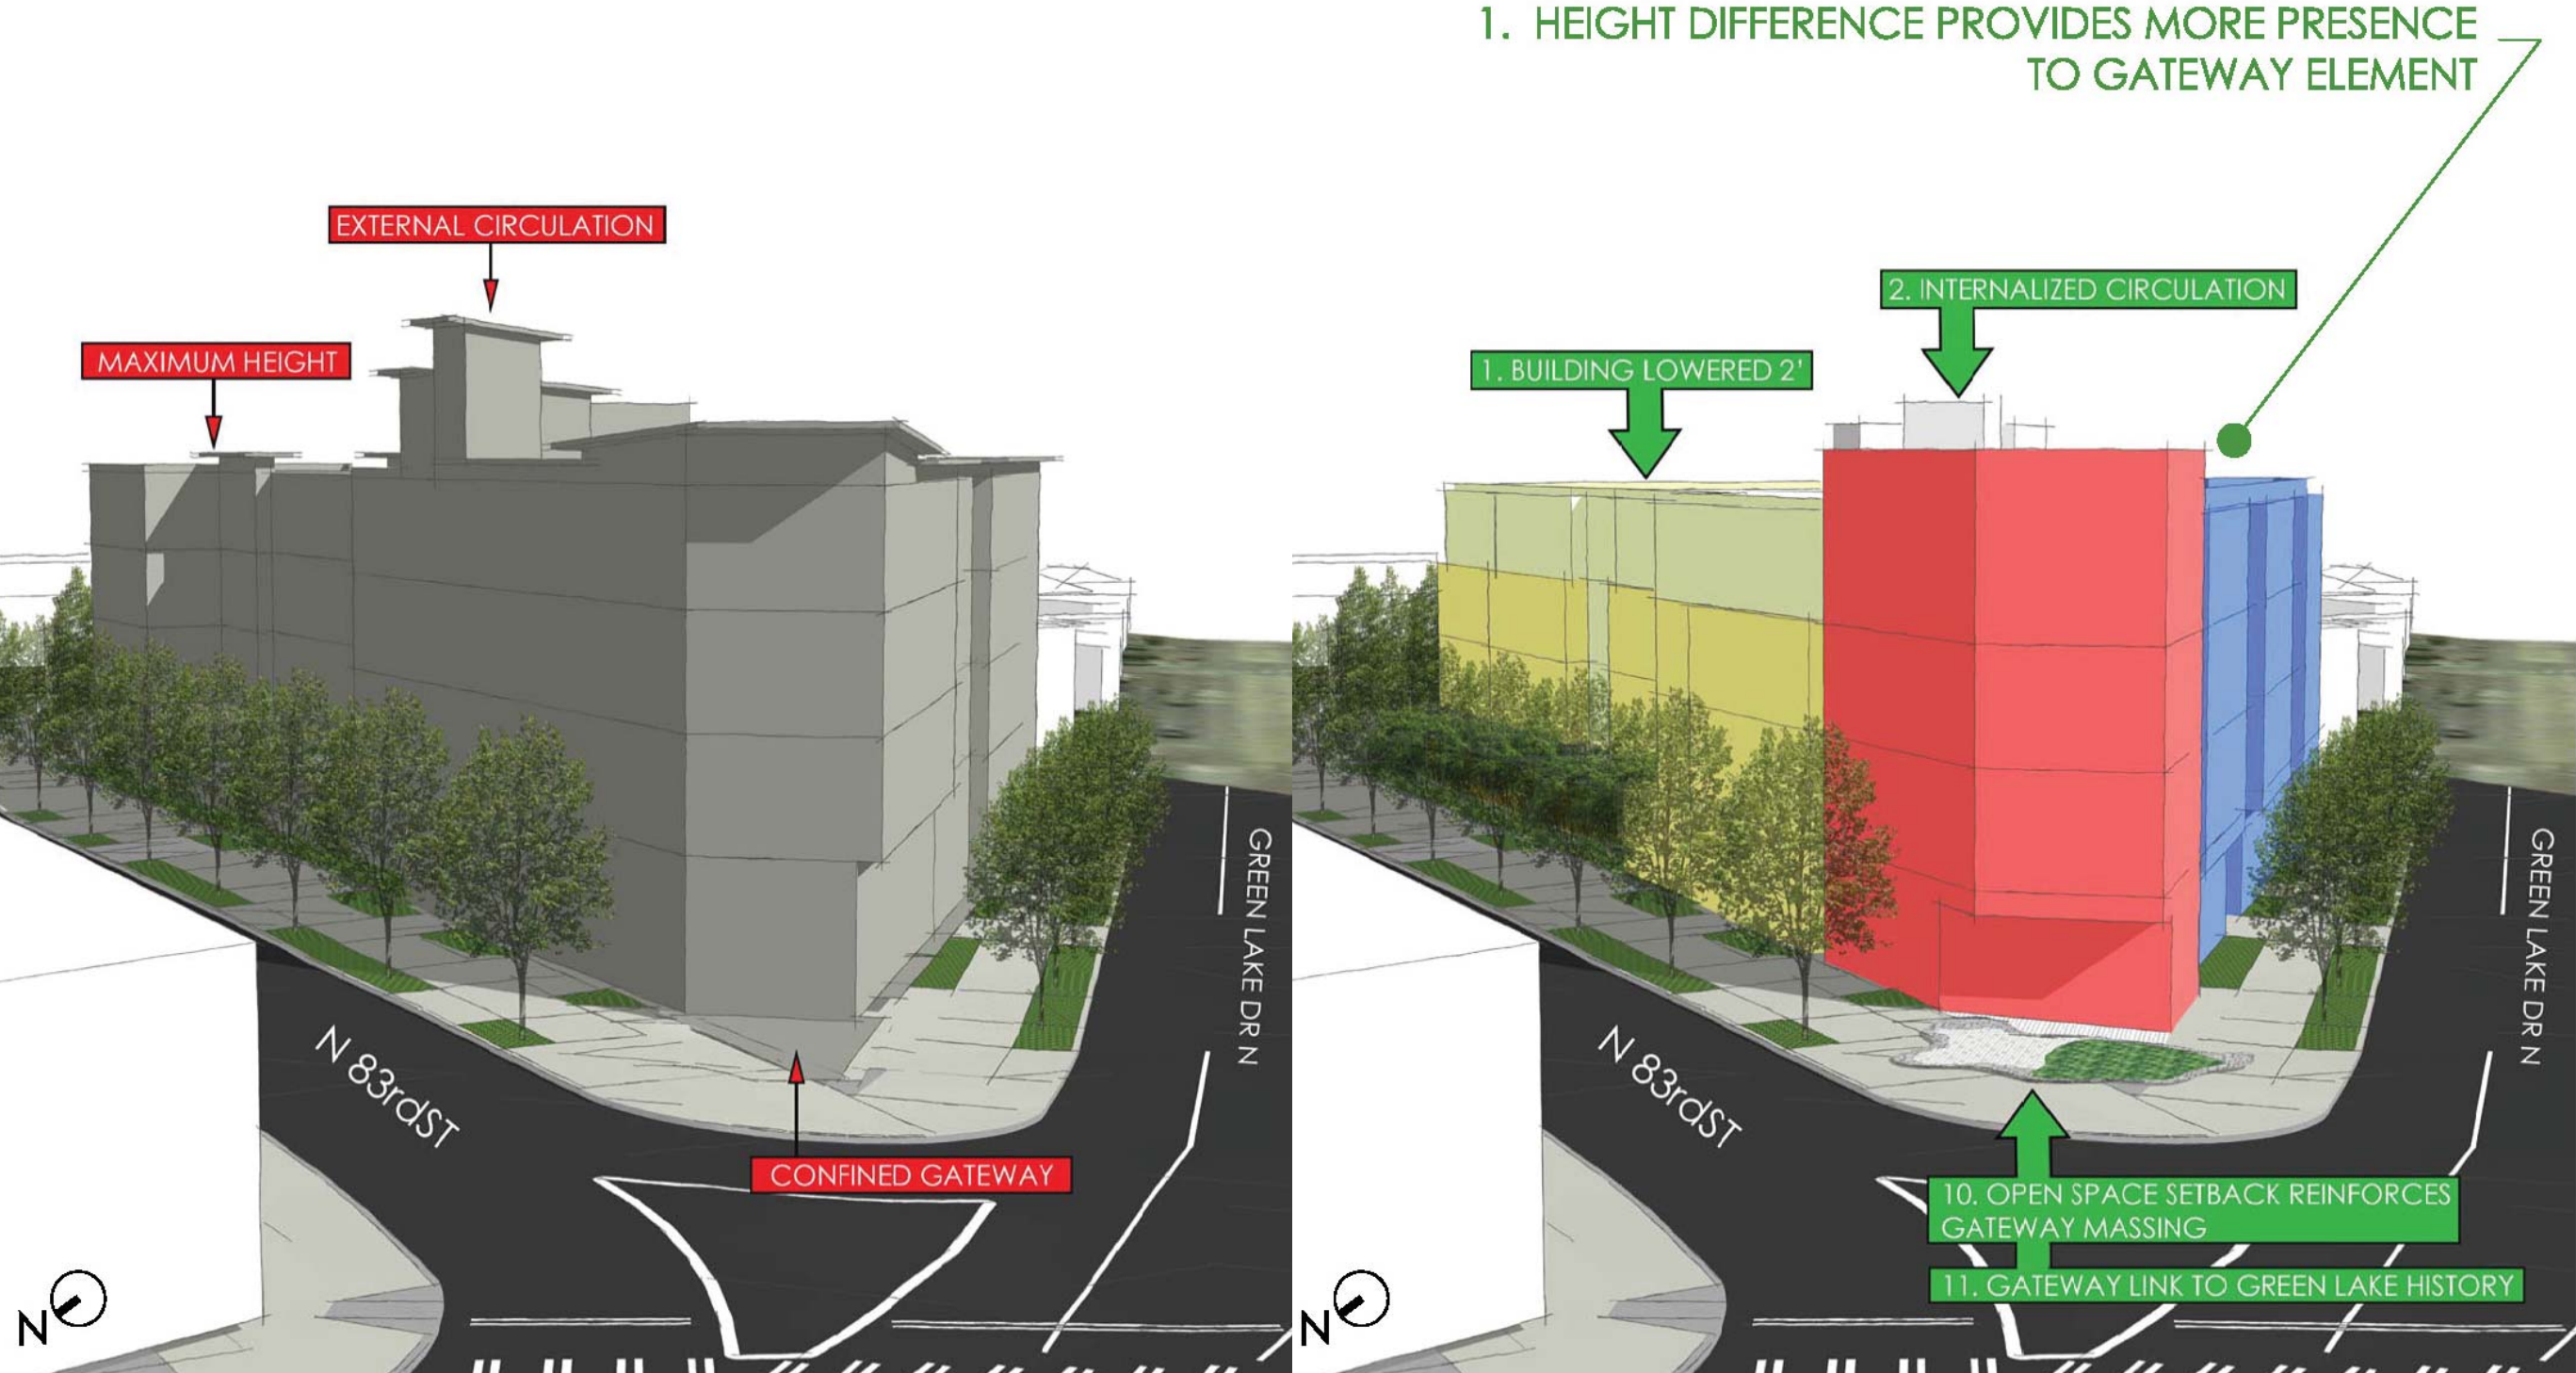 1. HEIGHT DIFFERENCE PROVIDES MORE PRESENCE
TO GATEWAY ELEMENT
EXTERNAL CIRCULATION
MAXIMUM HEIGHT
CONFINED GATEWAY
N 83rdST
GREEN LAKE DR N
N
2. INTERNALIZED CIRCULATION
1. BUILDING LOWERED 2'
N 83rdST
GREEN LAKE DR N
10. OPEN SPACE SETBACK REINFORCES
GATEWAY MASSING
11. GATEWAY LINK TO GREEN LAKE HISTORY
N